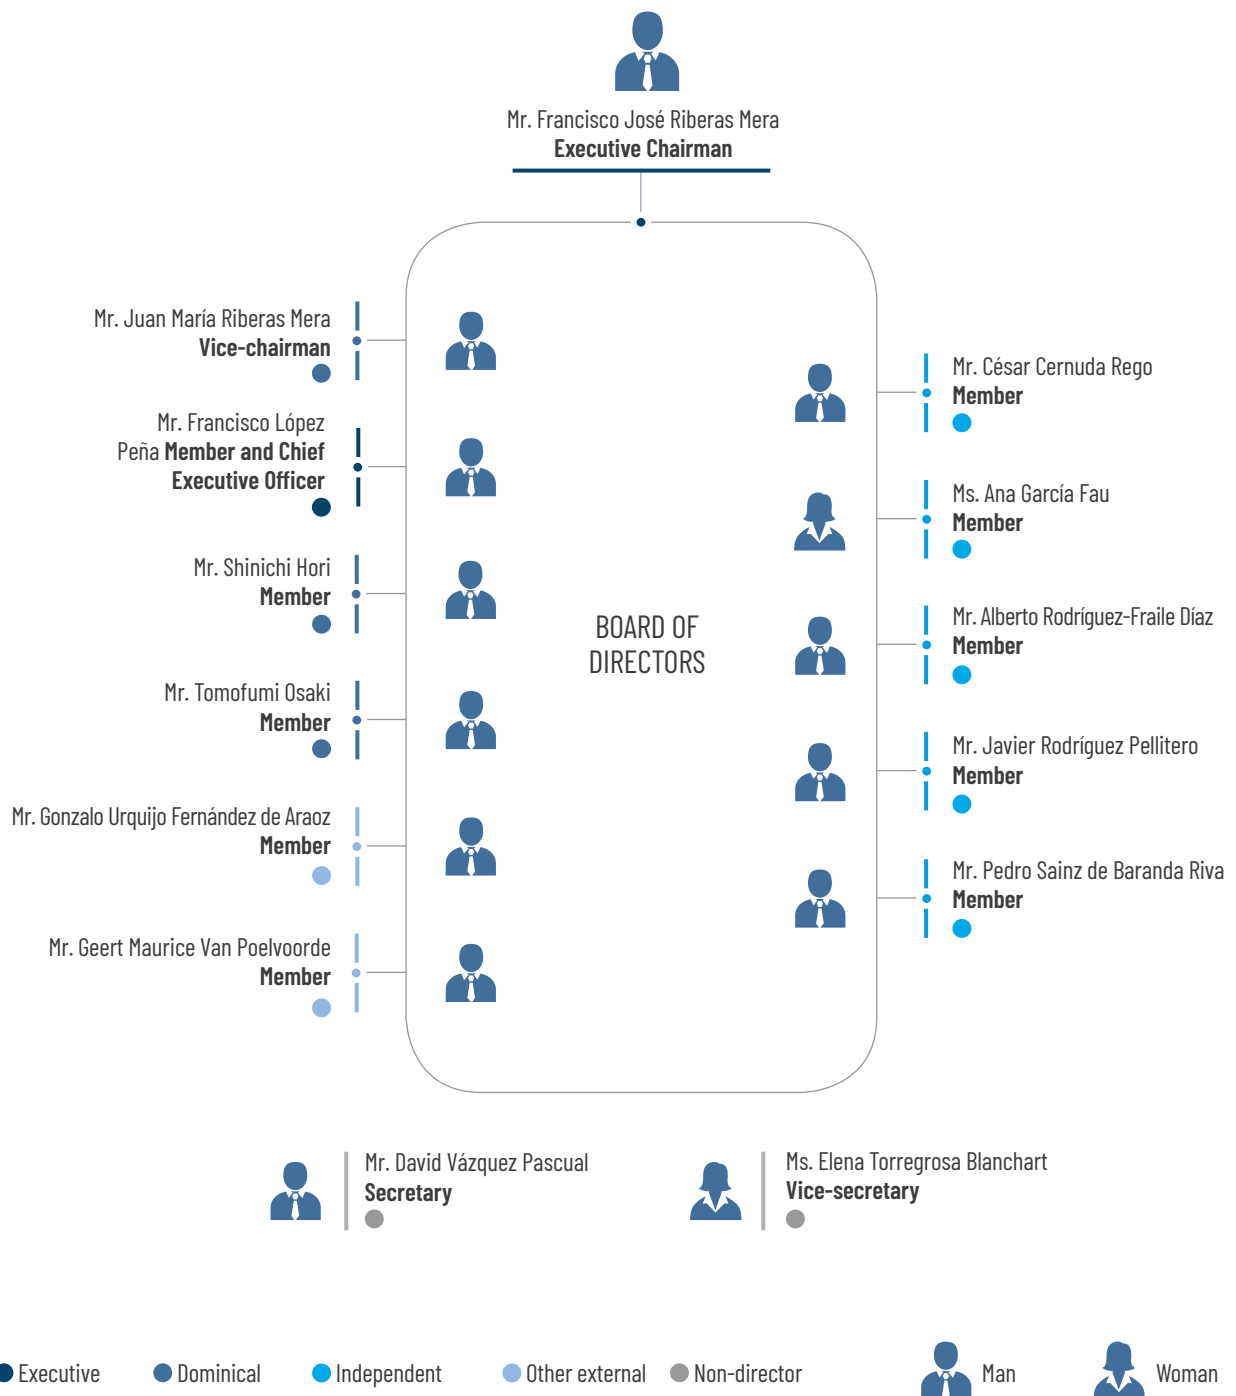 Mr. Francisco José Riberas Mera
Executive Chairman
Mr. Juan María Riberas Mera
Vice-chairman
Mr. Francisco López
Peña Member and Chief
Executive Officer
Mr. Shinichi Hori
Member
Mr. Tomofumi Osaki
Member
Mr. Gonzalo Urquijo Fernández de Araoz
Member
Mr. Geert Maurice Van Poelvoorde
Member
BOARD OF
DIRECTORS
Mr. César Cernuda Rego
Member
Ms. Ana García Fau
Member
Mr. Alberto Rodríguez-Fraile Díaz
Member
Mr. Javier Rodríguez Pellitero
Member
Mr. Pedro Sainz de Baranda Riva
Member
Mr. David Vázquez Pascual
Secretary
Ms. Elena Torregrosa Blanchart
Vice-secretary
Executive
Dominical
Independent
Other external
Non-director
Man
Woman